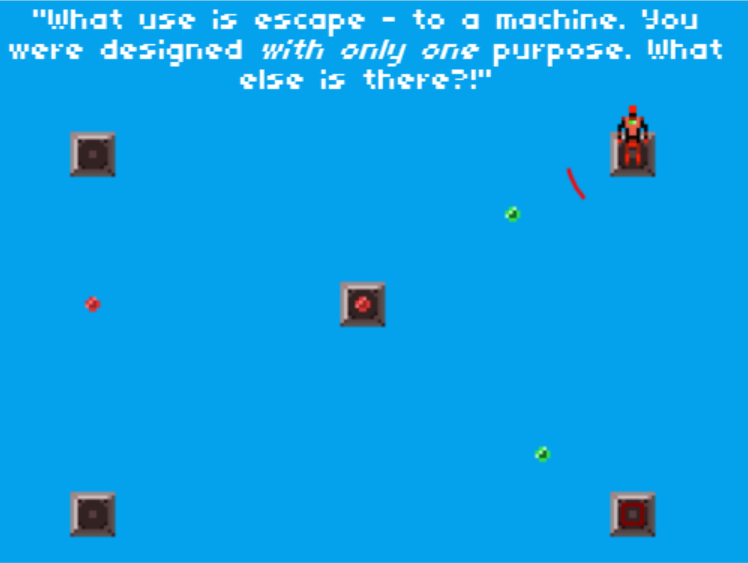 "What use is escape - to a machine. You
were designed with only one purpose. What
else is there?!"